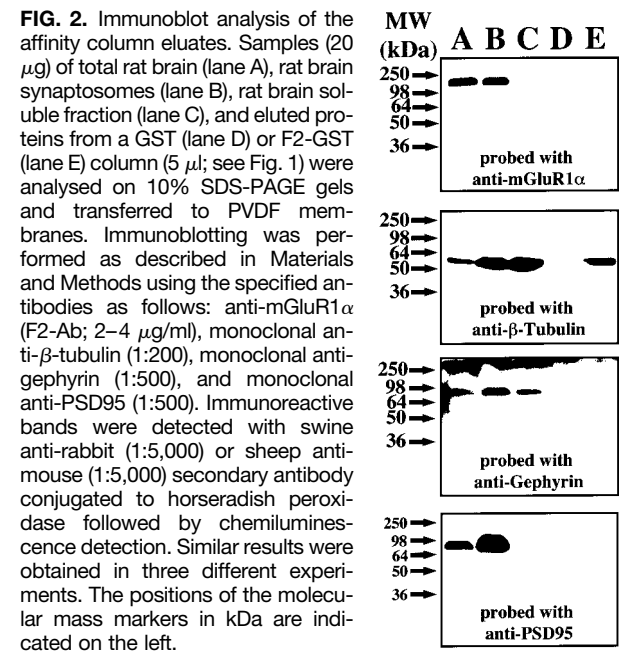 FIG. 2. Immunoblot analysis of the
affinity column eluates. Samples (20
μg) of total rat brain (lane A), rat brain
synaptosomes (lane B), rat brain sol-
uble fraction (lane C), and eluted pro-
teins from a GST (lane D) or F2-GST
(lane E) column (5 μl; see Fig. 1) were
analysed on 10% SDS-PAGE gels
and transferred to PVDF mem-
branes. Immunoblotting was per-
formed as described in Materials
and Methods using the specified an-
tibodies as follows: anti-mGluR1α
(F2-Ab; 2–4 μg/ml), monoclonal an-
ti-β-tubulin (1:200), monoclonal anti-
gephyrin (1:500), and monoclonal
anti-PSD95 (1:500). Immunoreactive
bands were detected with swine
anti-rabbit (1:5,000) or sheep anti-
mouse (1:5,000) secondary antibody
conjugated to horseradish peroxi-
dase followed by chemilumines-
cence detection. Similar results were
obtained in three different experi-
ments. The positions of the molecu-
lar mass markers in kDa are indi-
cated on the left.
MW
(kDa) A B C D E
250
98
64
50
36
probed with
anti-mGluR1α
250
98
64
50
36
probed with
anti-β-Tubulin
250
98
64
50
36
probed with
anti-Gephyrin
250
98
64
50
36
probed with
anti-PSD95